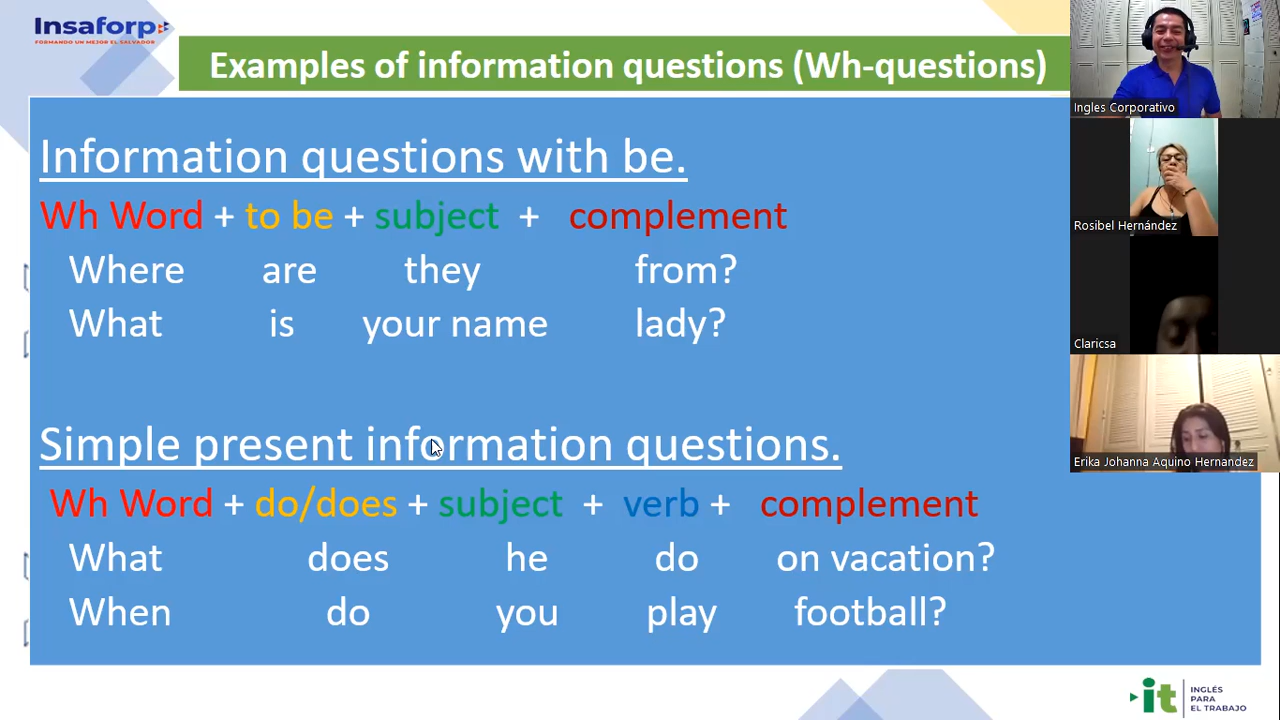 Insaforp
FORMANDO UN MEJOR EL SALVADOR
Examples of information questions (Wh-questions)
Information questions with be.
Wh Word + to be + subject + complement
Where are they from?
What is your name lady?
Simple present information questions.
Wh Word + do/does + subject + verb + complement
What does he do on vacation?
When do you play football?
Ingles Corporativo
Rosibel Hernández
Claricsa
Erika Johanna Aquino Hernandez
it
INGLÉS
PARA
EL TRABAJO